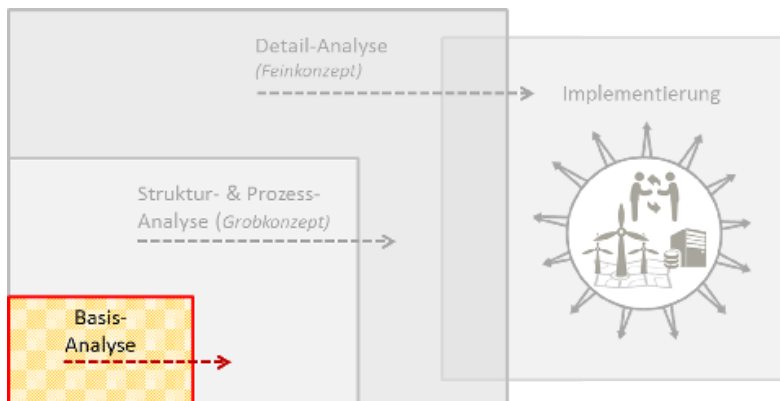 Detail-Analyse
(Feinkonzept)
Implementierung
Struktur- & Prozess-
Analyse (Grobkonzept)
Basis-
Analyse